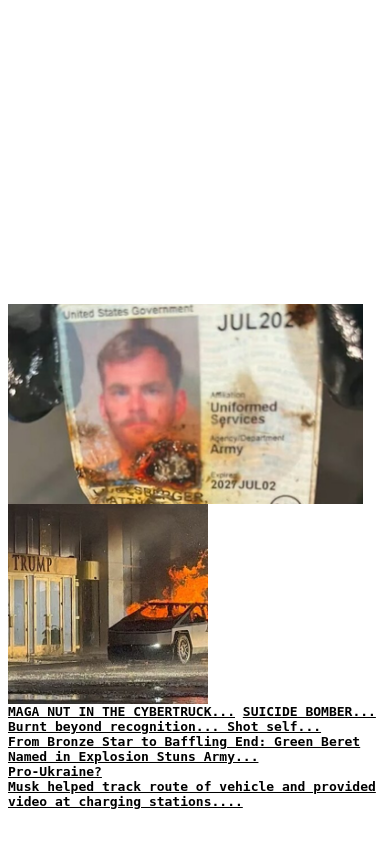 United States Government
JUL202
Affiliation
Uniformed
Services
Agency/Department
Army
Expires
2027JUL02
TRUMP
MAGA NUT IN THE CYBERTRUCK... SUICIDE BOMBER...
Burnt beyond recognition... Shot self...
From Bronze Star to Baffling End: Green Beret
Named in Explosion Stuns Army...
Pro-Ukraine?
Musk helped track route of vehicle and provided
video at charging stations....